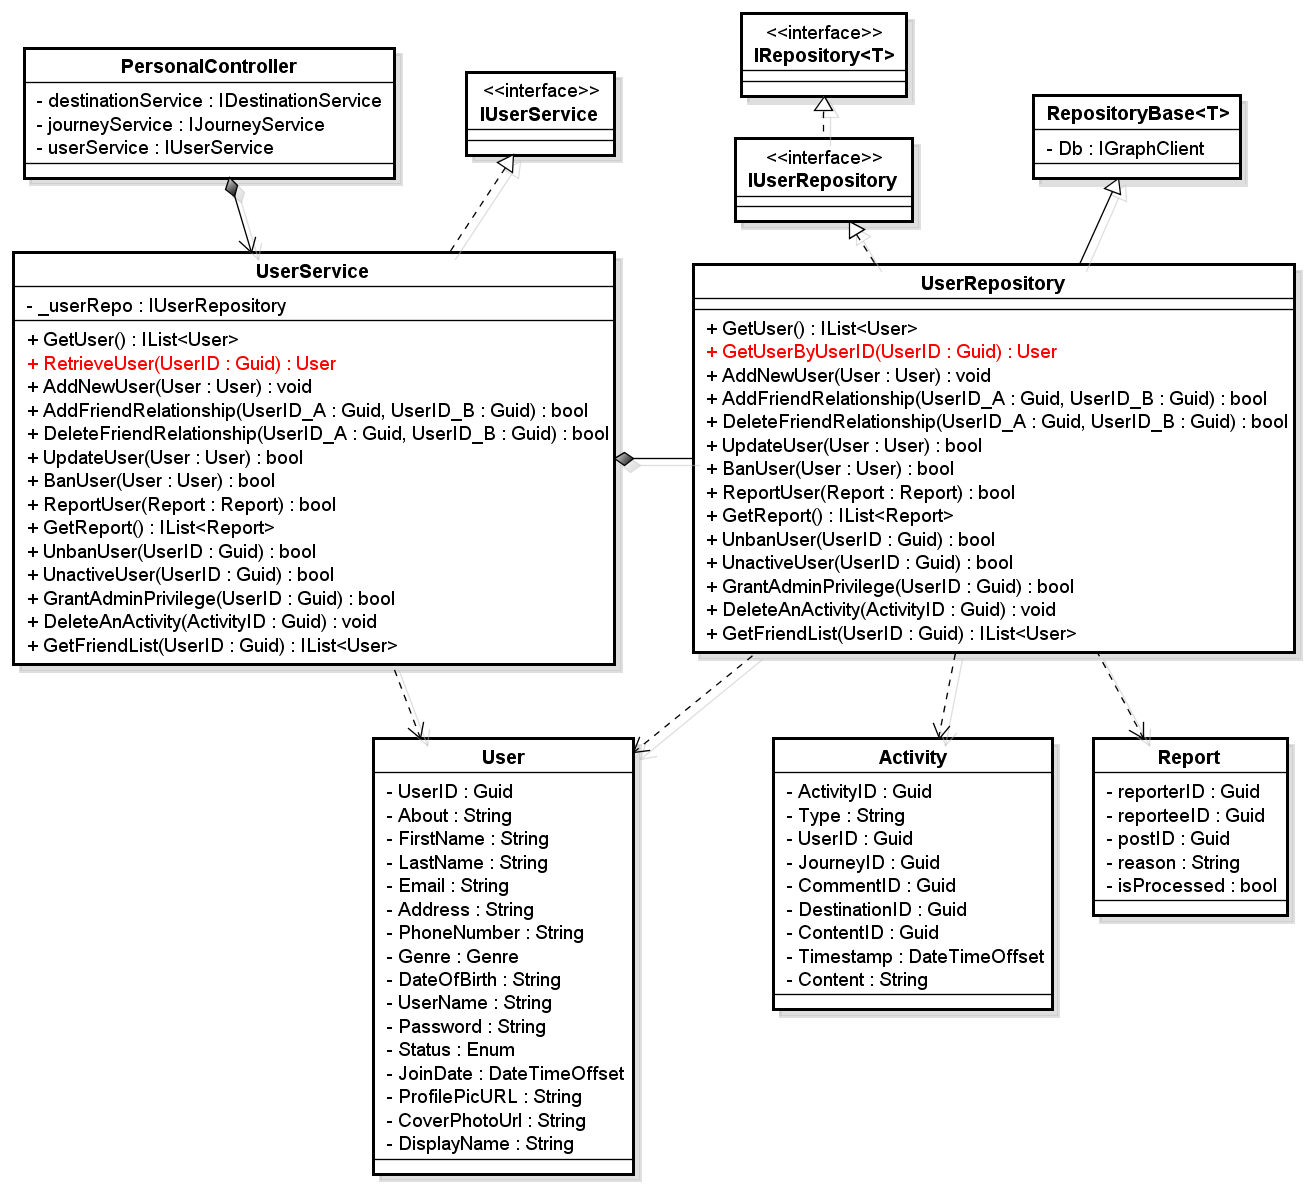 PersonalController
- destinationService : IDestinationService
- journeyService : IJourneyService
- userService : IUserService
<<interface>>
IUserService
<<interface>>
IRepository<T>
<<interface>>
IUserRepository
RepositoryBase<T>
- Db : IGraphClient
UserService
- _userRepo : IUserRepository
+ GetUser() : IList<User>
+ RetrieveUser(UserID : Guid) : User
+ AddNewUser(User : User) : void
+ AddFriendRelationship(UserID_A : Guid, UserID_B : Guid) : bool
+ DeleteFriendRelationship(UserID_A : Guid, UserID_B : Guid) : bool
+ UpdateUser(User : User) : bool
+ BanUser(User : User) : bool
+ ReportUser(Report : Report) : bool
+ GetReport() : IList<Report>
+ UnbanUser(UserID : Guid) : bool
+ UnactiveUser(UserID : Guid) : bool
+ GrantAdminPrivilege(UserID : Guid) : bool
+ DeleteAnActivity(ActivityID : Guid) : void
+ GetFriendList(UserID : Guid) : IList<User>
UserRepository
+ GetUser() : IList<User>
+ GetUserByUserID(UserID : Guid) : User
+ AddNewUser(User : User) : void
+ AddFriendRelationship(UserID_A : Guid, UserID_B : Guid) : bool
+ DeleteFriendRelationship(UserID_A : Guid, UserID_B : Guid) : bool
+ UpdateUser(User : User) : bool
+ BanUser(User : User) : bool
+ ReportUser(Report : Report) : bool
+ GetReport() : IList<Report>
+ UnbanUser(UserID : Guid) : bool
+ UnactiveUser(UserID : Guid) : bool
+ GrantAdminPrivilege(UserID : Guid) : bool
+ DeleteAnActivity(ActivityID : Guid) : void
+ GetFriendList(UserID : Guid) : IList<User>
User
- UserID : Guid
- About : String
- FirstName : String
- LastName : String
- Email : String
- Address : String
- PhoneNumber : String
- Genre : Genre
- DateOfBirth : String
- UserName : String
- Password : String
- Status : Enum
- JoinDate : DateTimeOffset
- ProfilePicURL : String
- CoverPhotoUrl : String
- DisplayName : String
Activity
- ActivityID : Guid
- Type : String
- UserID : Guid
- JourneyID : Guid
- CommentID : Guid
- DestinationID : Guid
- ContentID : Guid
- Timestamp : DateTimeOffset
- Content : String
Report
- reporterID : Guid
- reporteeID : Guid
- postID : Guid
- reason : String
- isProcessed : bool